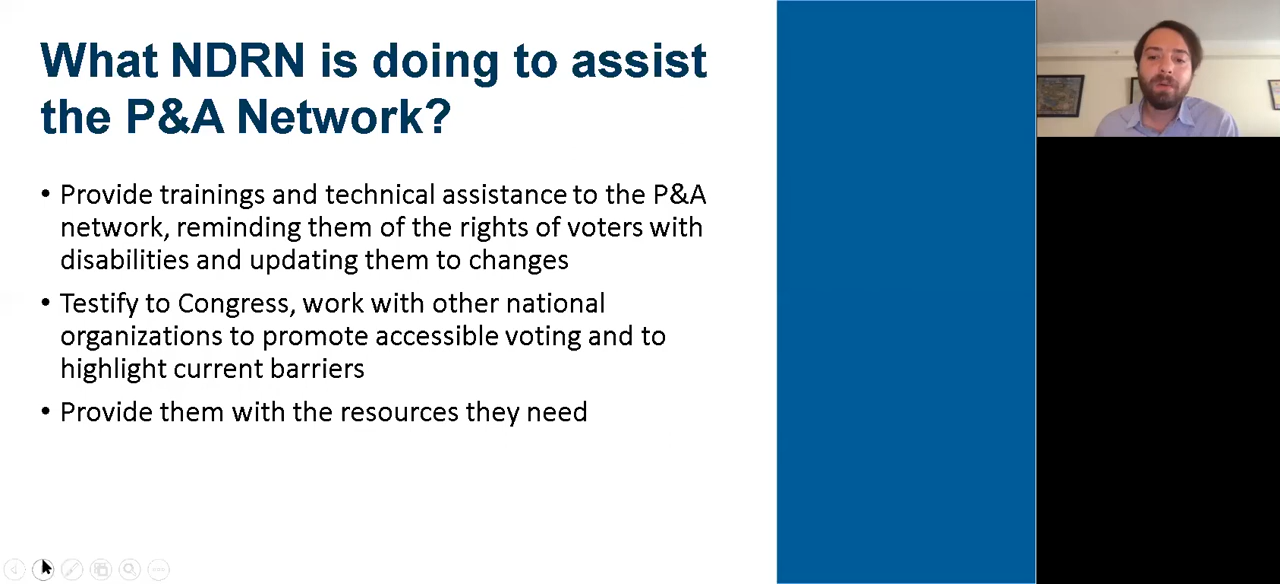 What NDRN is doing to assist
the P&A Network?
• Provide trainings and technical assistance to the P&A
network, reminding them of the rights of voters with
disabilities and updating them to changes
• Testify to Congress, work with other national
organizations to promote accessible voting and to
highlight current barriers
• Provide them with the resources they need